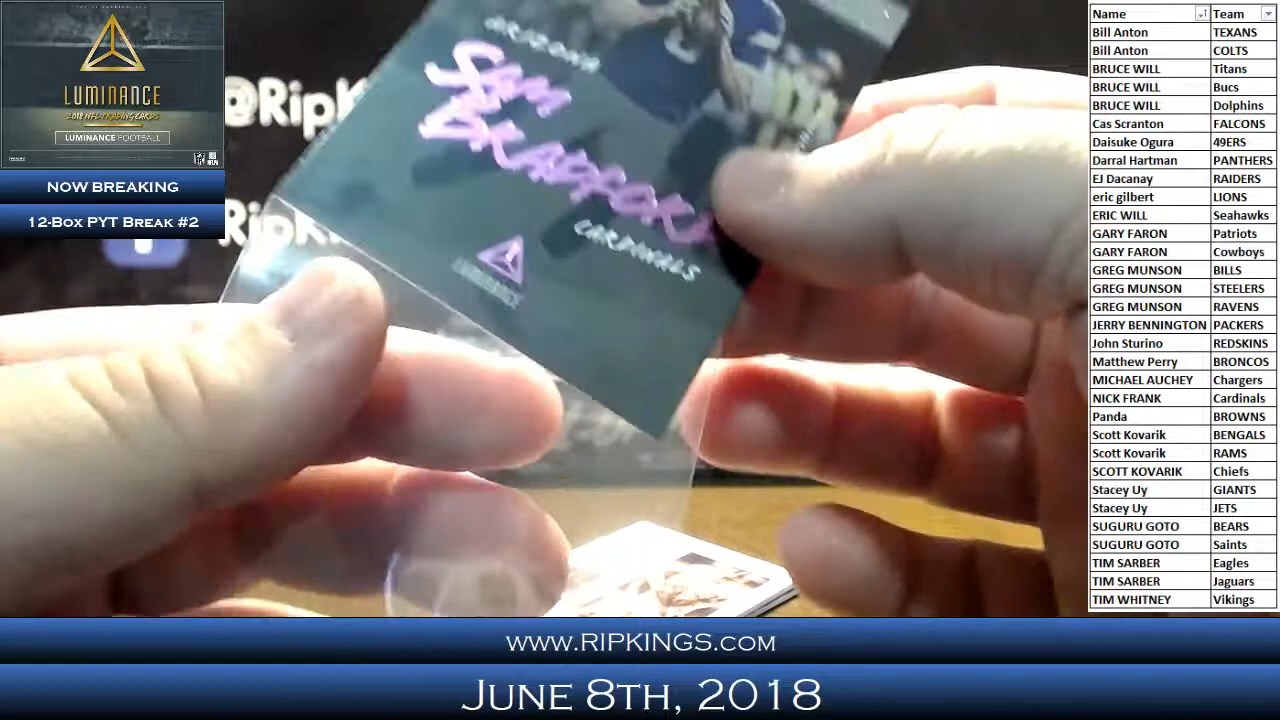 LUMINANCE
2018 NFL TRADING CARDS
LUMINANCE FOOTBALL
NOW BREAKING
12-Box PYT Break #2
@RipK
RipKi
ARIZONA
Sam
Bradford
CARDINALS
LUMINANCE
Name Team
Bill Anton TEXANS
Bill Anton COLTS
BRUCE WILL Titans
BRUCE WILL Bucs
BRUCE WILL Dolphins
Cas Scranton FALCONS
Daisuke Ogura 49ERS
Darral Hartman PANTHERS
EJ Dacanay RAIDERS
eric gilbert LIONS
ERIC WILL Seahawks
GARY FARON Patriots
GARY FARON Cowboys
GREG MUNSON BILLS
GREG MUNSON STEELERS
GREG MUNSON RAVENS
JERRY BENNINGTON PACKERS
John Sturino REDSKINS
Matthew Perry BRONCOS
MICHAEL AUCHEY Chargers
NICK FRANK Cardinals
Panda BROWNS
Scott Kovarik BENGALS
Scott Kovarik RAMS
SCOTT KOVARIK Chiefs
Stacey Uy GIANTS
Stacey Uy JETS
SUGURU GOTO BEARS
SUGURU GOTO Saints
TIM SARBER Eagles
TIM SARBER Jaguars
TIM WHITNEY Vikings
www.RIPKINGS.COM
June 8th, 2018